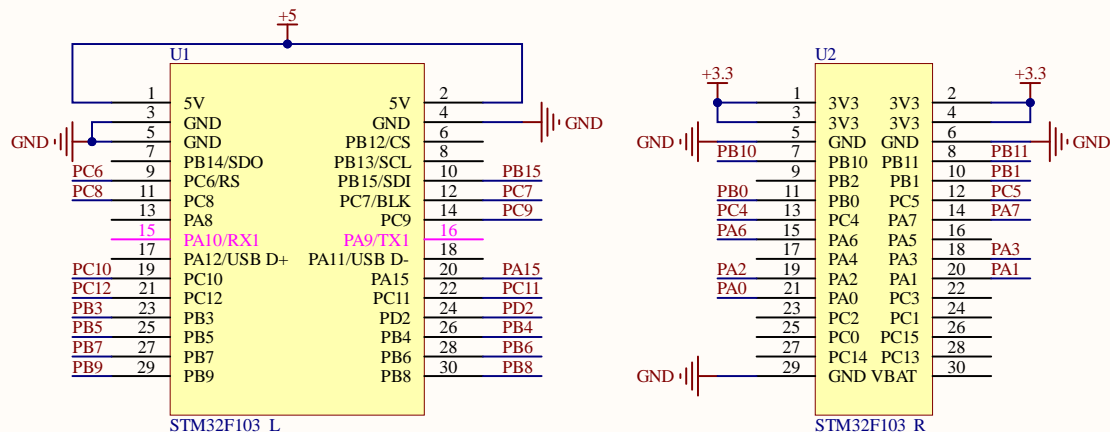 +5
U1
1 5V 5V 2
3 GND GND 4
GND 5 GND PB12/CS 6 GND
7 PB14/SDO PB13/SCL 8
PC6 9 PC6/RS PB15/SDI 10 PB15
PC8 11 PC8 PC7/BLK 12 PC7
13 PA8 PC9 14 PC9
15 PA10/RX1 PA9/TX1 16
17 PA12/USB D+ PA11/USB D- 18
PC10 19 PC10 PA15 20 PA15
PC12 21 PC12 PC11 22 PC11
PB3 23 PB3 PD2 24 PD2
PB5 25 PB5 PB4 26 PB4
PB7 27 PB7 PB6 28 PB6
PB9 29 PB9 PB8 30 PB8
STM32F103_L
U2
+3.3 +3.3
1 3V3 3V3 2
3 3V3 3V3 4
GND 5 GND GND 6 GND
PB10 7 PB10 PB11 8 PB11
9 PB2 PB1 10 PB1
PB0 11 PB0 PC5 12 PC5
PC4 13 PC4 PA7 14 PA7
PA6 15 PA6 PA5 16
17 PA4 PA3 18 PA3
PA2 19 PA2 PA1 20 PA1
PA0 21 PA0 PC3 22
23 PC2 PC1 24
25 PC0 PC15 26
27 PC14 PC13 28
GND 29 GND VBAT 30
STM32F103_R